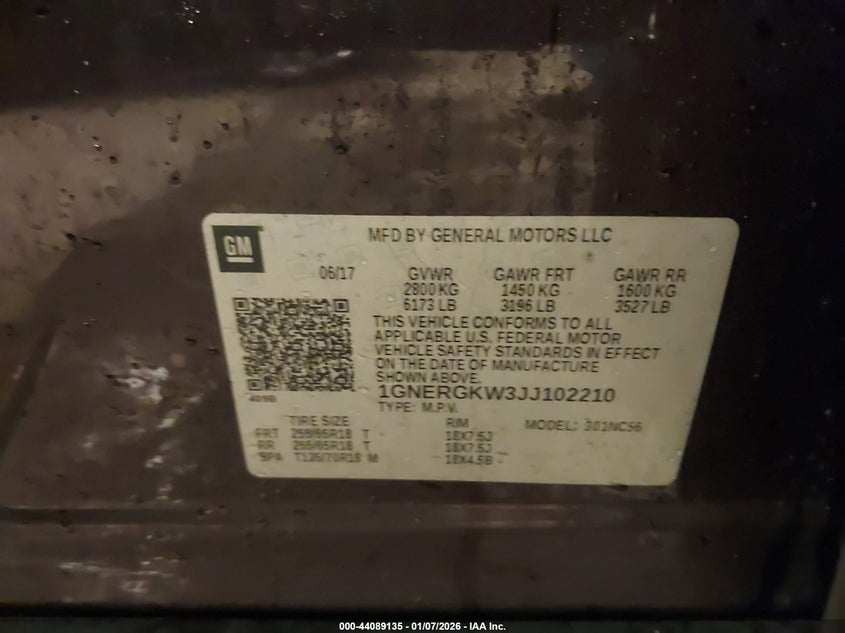 GM
MFD BY GENERAL MOTORS LLC
06/17 GVWR GAWR FRT GAWR RR
2800 KG 1450 KG 1600 KG
6173 LB 3196 LB 3527 LB
THIS VEHICLE CONFORMS TO ALL
APPLICABLE U.S. FEDERAL MOTOR
VEHICLE SAFETY STANDARDS IN EFFECT
ON THE DATE OF MANUFACTURE
SHOWN ABOVE.
1GNERGKW3JJ102210
409B
TYPE: M.P.V.
TIRE SIZE RIM MODEL: 301NC56
FRT 255/65R18 T 18X7.5J
RR 255/65R18 T 18X7.5J
SPA T135/70R18 M 18X4.5B
000-44089135 - 01/07/2026 - IAA Inc.